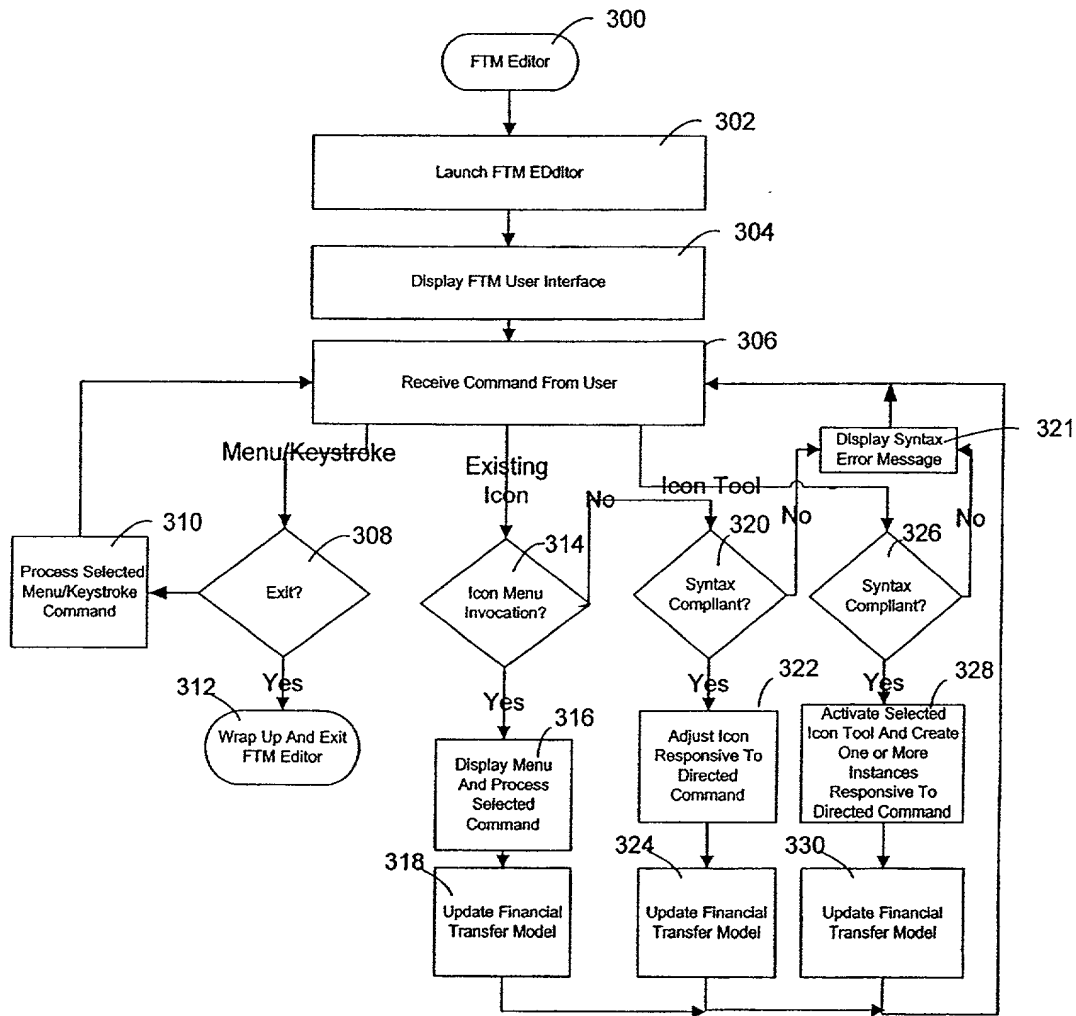 300
FTM Editor
302
Launch FTM EDditor
304
Display FTM User Interface
306
Receive Command From User
321
Display Syntax
Error Message
Menu/Keystroke
Existing
Icon
No
Icon Tool
No
No
310
Process Selected
Menu/Keystroke
Command
308
Exit?
314
Icon Menu
Invocation?
320
Syntax
Compliant?
326
Syntax
Compliant?
Yes
312
Wrap Up And Exit
FTM Editor
Yes
316
Display Menu
And Process
Selected
Command
Yes
322
Adjust Icon
Responsive To
Directed
Command
Yes
328
Activate Selected
Icon Tool And Create
One or More
Instances
Responsive To
Directed Command
318
Update Financial
Transfer Model
324
Update Financial
Transfer Model
330
Update Financial
Transfer Model